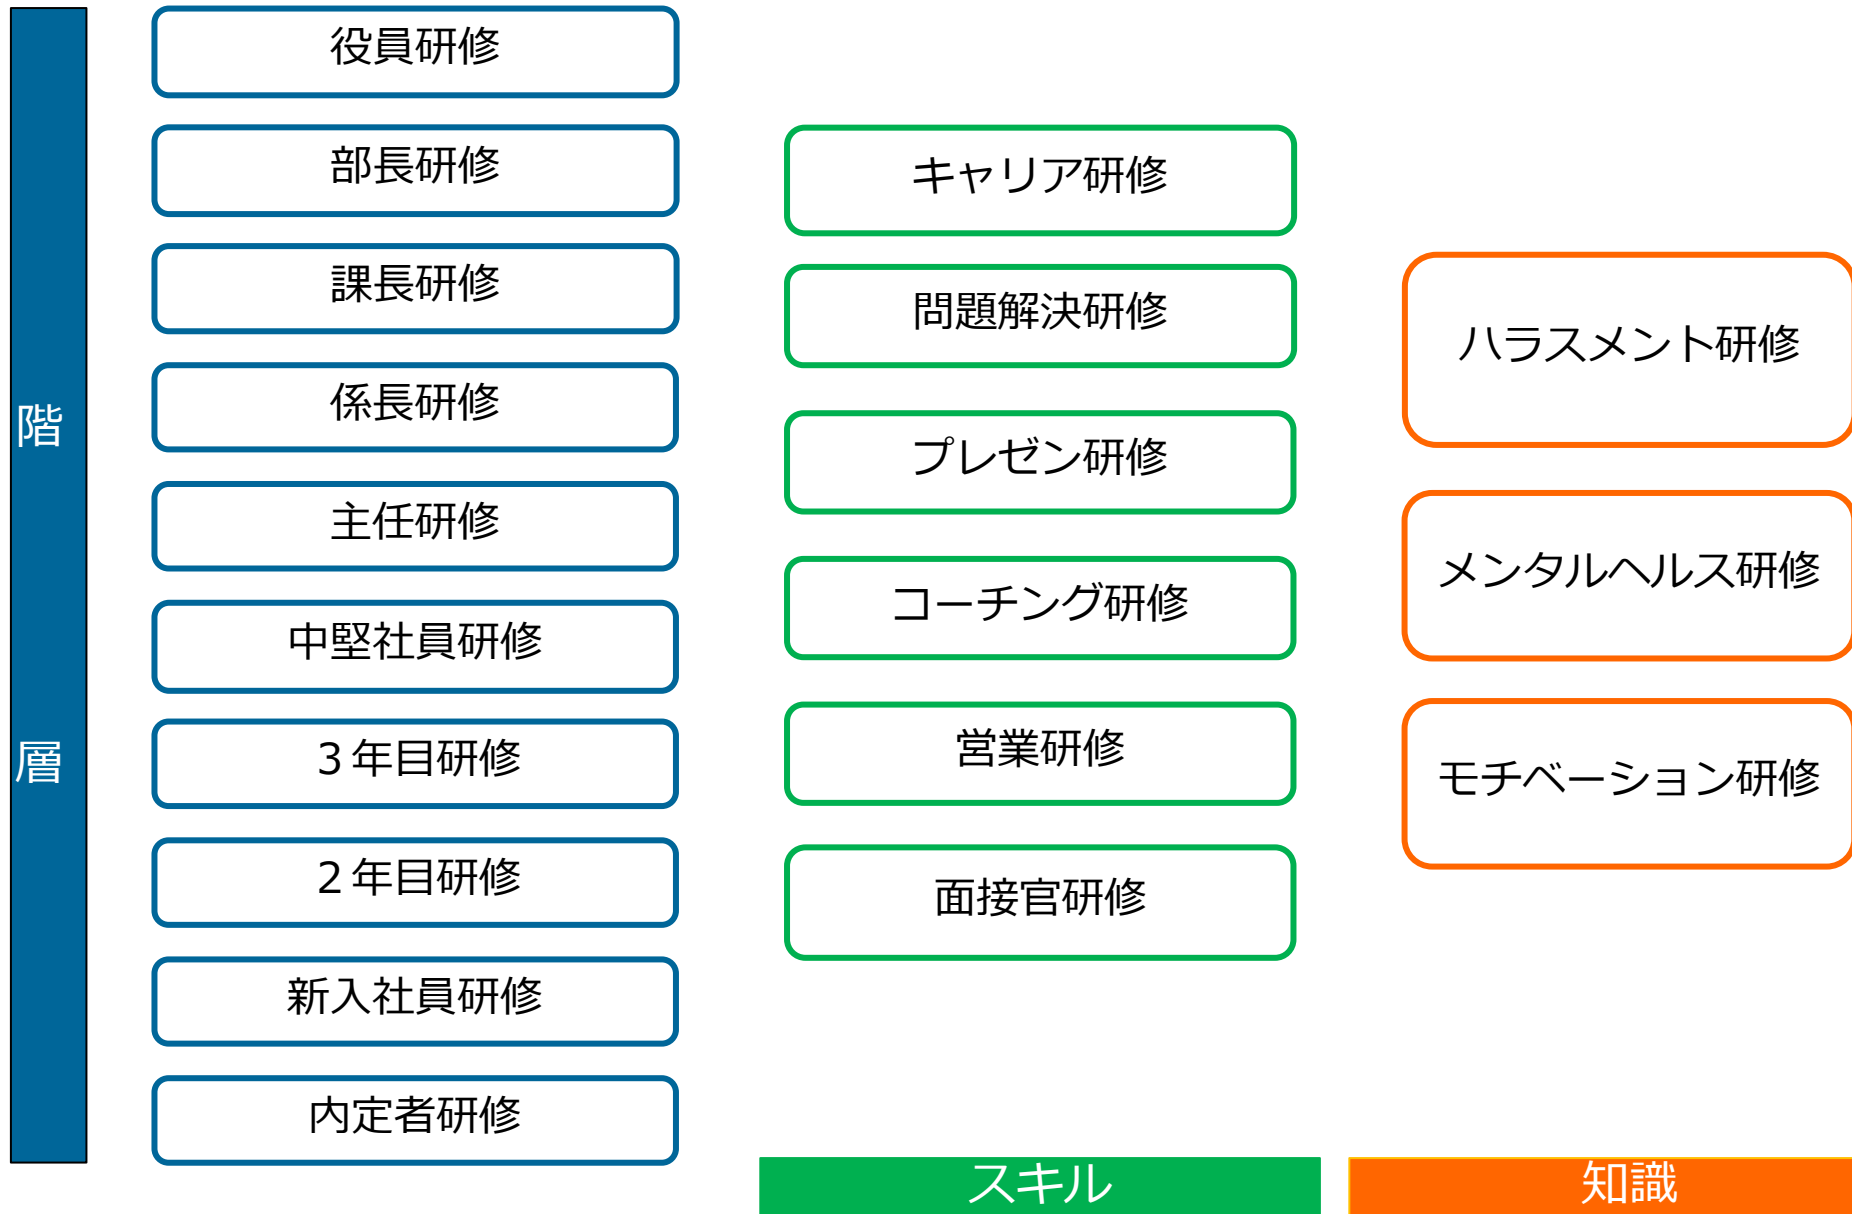 階
層
役員研修
部長研修
課長研修
係長研修
主任研修
中堅社員研修
３年目研修
２年目研修
新入社員研修
内定者研修
キャリア研修
問題解決研修
プレゼン研修
コーチング研修
営業研修
面接官研修
スキル
ハラスメント研修
メンタルヘルス研修
モチベーション研修
知識